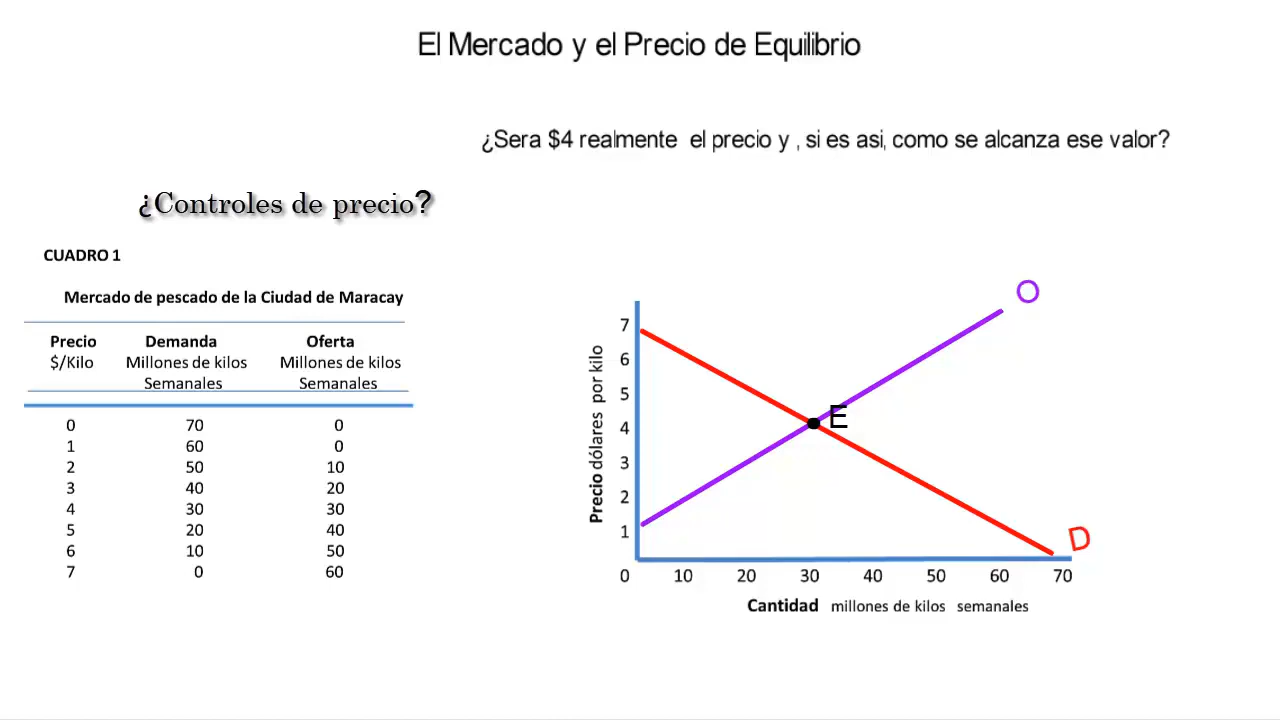 El Mercado y el Precio de Equilibrio
¿Sera $4 realmente el precio y , si es asi, como se alcanza ese valor?
¿Controles de precio?
CUADRO 1
Mercado de pescado de la Ciudad de Maracay
Precio Demanda Oferta
$/Kilo Millones de kilos Millones de kilos
Semanales Semanales
0 70 0
1 60 0
2 50 10
3 40 20
4 30 30
5 20 40
6 10 50
7 0 60
O
7
6
5
E
4
3
2
1
D
Precio dólares por kilo
0 10 20 30 40 50 60 70
Cantidad millones de kilos semanales